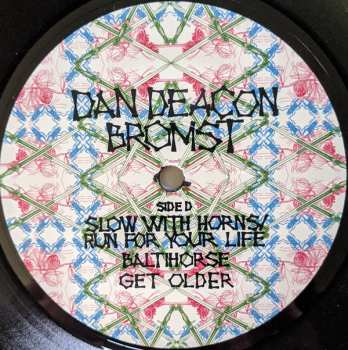 DAN DEACON
BROMST
SIDE D
SLOW WITH HORNS/
RUN FOR YOUR LIFE
BALTIHORSE
GET OLDER